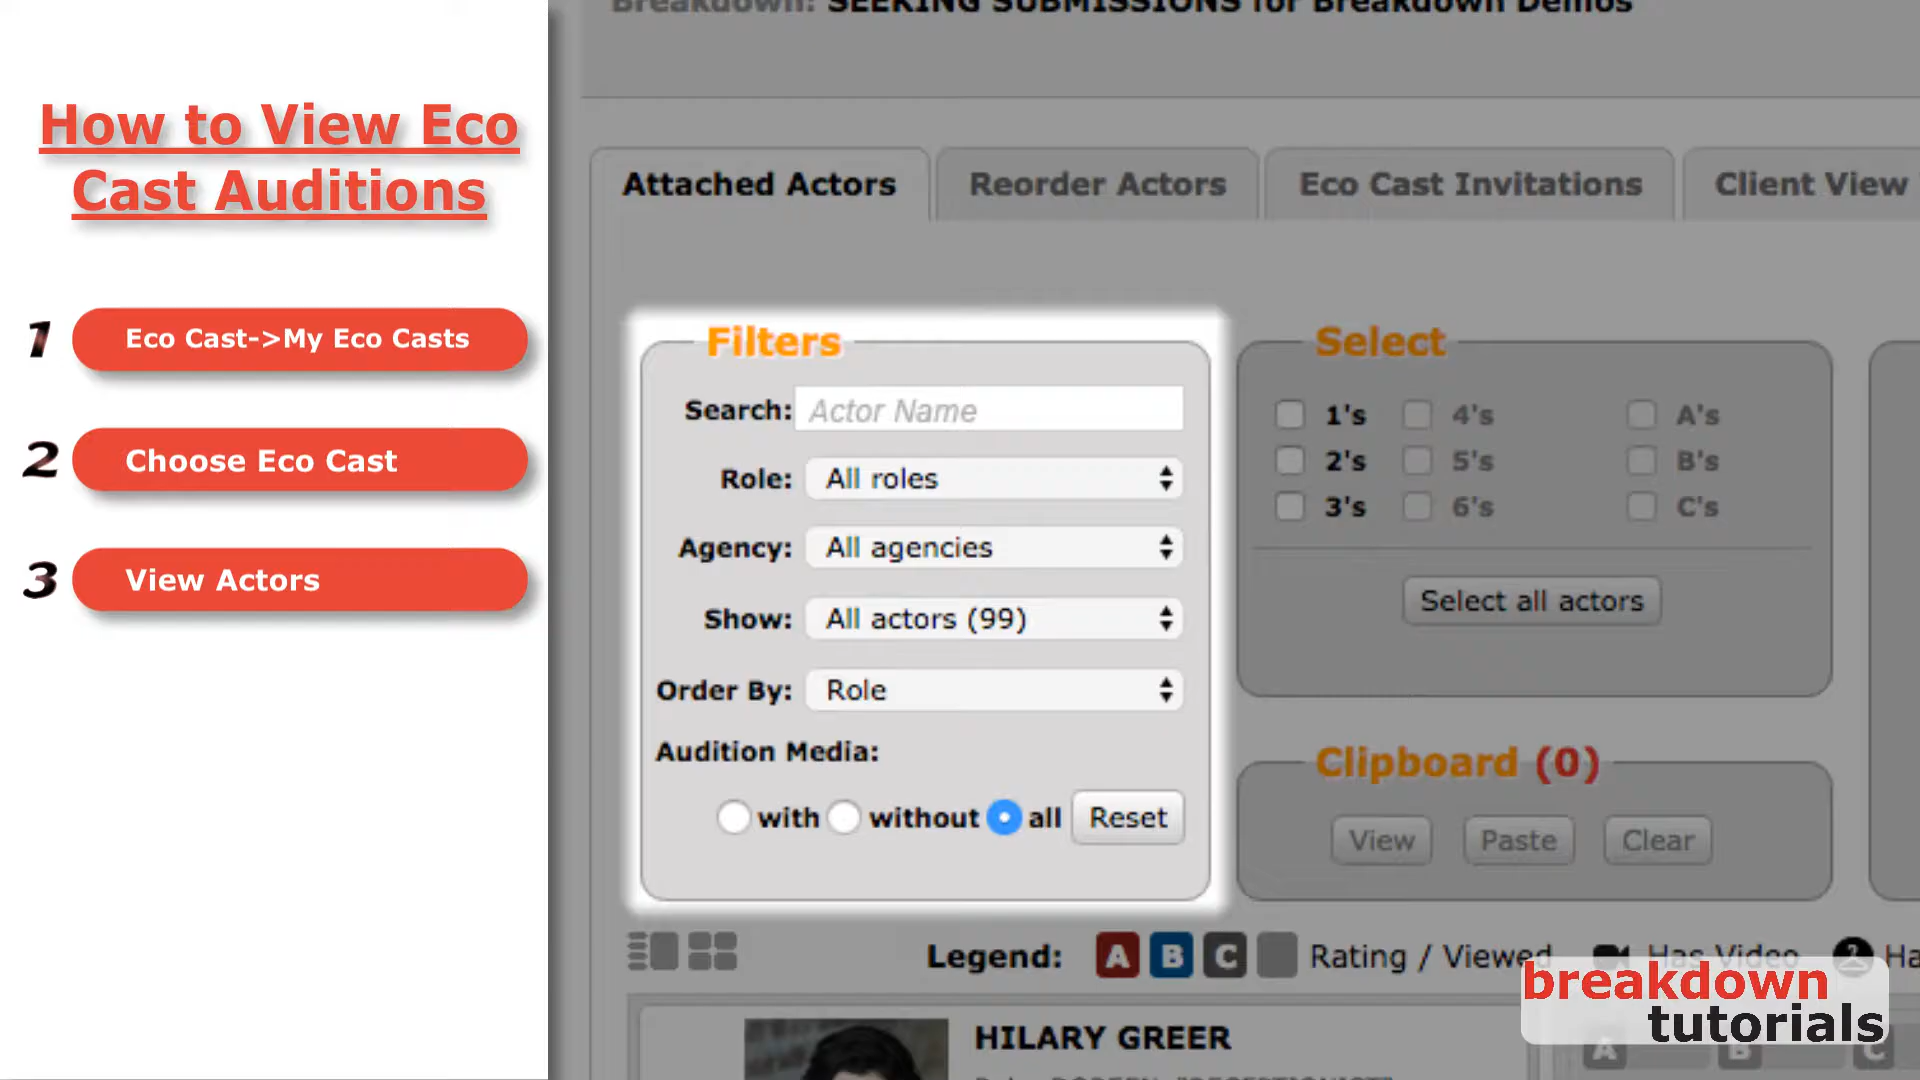 Breakdown: SEEKING SUBMISSIONS for Breakdown Demos
How to View Eco
Cast Auditions
1 Eco Cast->My Eco Casts
2 Choose Eco Cast
3 View Actors
Attached Actors Reorder Actors Eco Cast Invitations Client View
Filters
Search: Actor Name
Role: All roles
Agency: All agencies
Show: All actors (99)
Order By: Role
Audition Media:
with without all Reset
Select
1's 4's A's
2's 5's B's
3's 6's C's
Select all actors
Clipboard (0)
View Paste Clear
Legend: A B C Rating / Viewed Has Video Ha
HILARY GREER
A B C
breakdown
tutorials